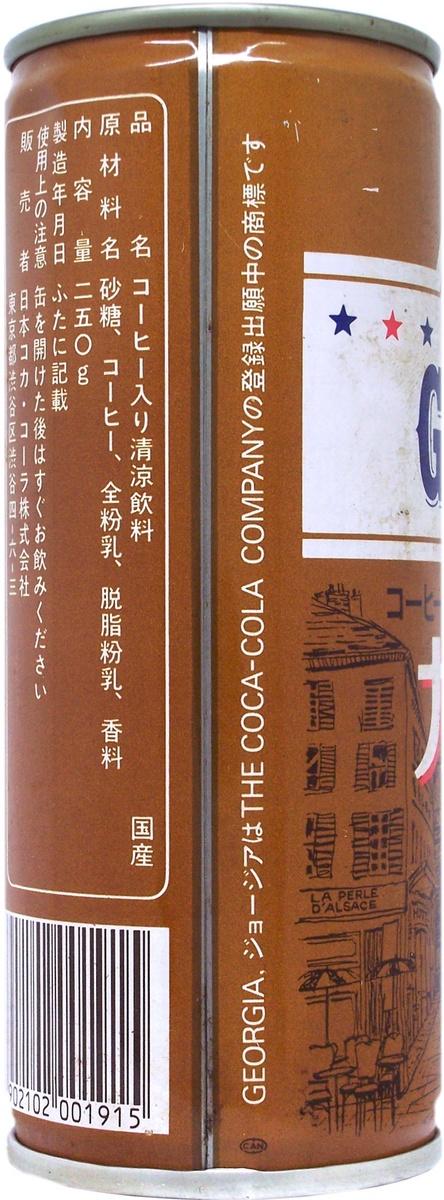 品名 コーヒー入り清涼飲料 国産
原材料名 砂糖、コーヒー、全粉乳、脱脂粉乳、香料
内容量 二五〇g
製造年月日 ふたに記載
使用上の注意 缶を開けた後はすぐお飲みください
販売者 日本コカ・コーラ株式会社
東京都渋谷区渋谷四-六-三
902102 001915
GEORGIA, ジョージアはTHE COCA-COLA COMPANYの登録出願中の商標です
G
コーヒー
LA PERLE
D'ALSACE
CAN